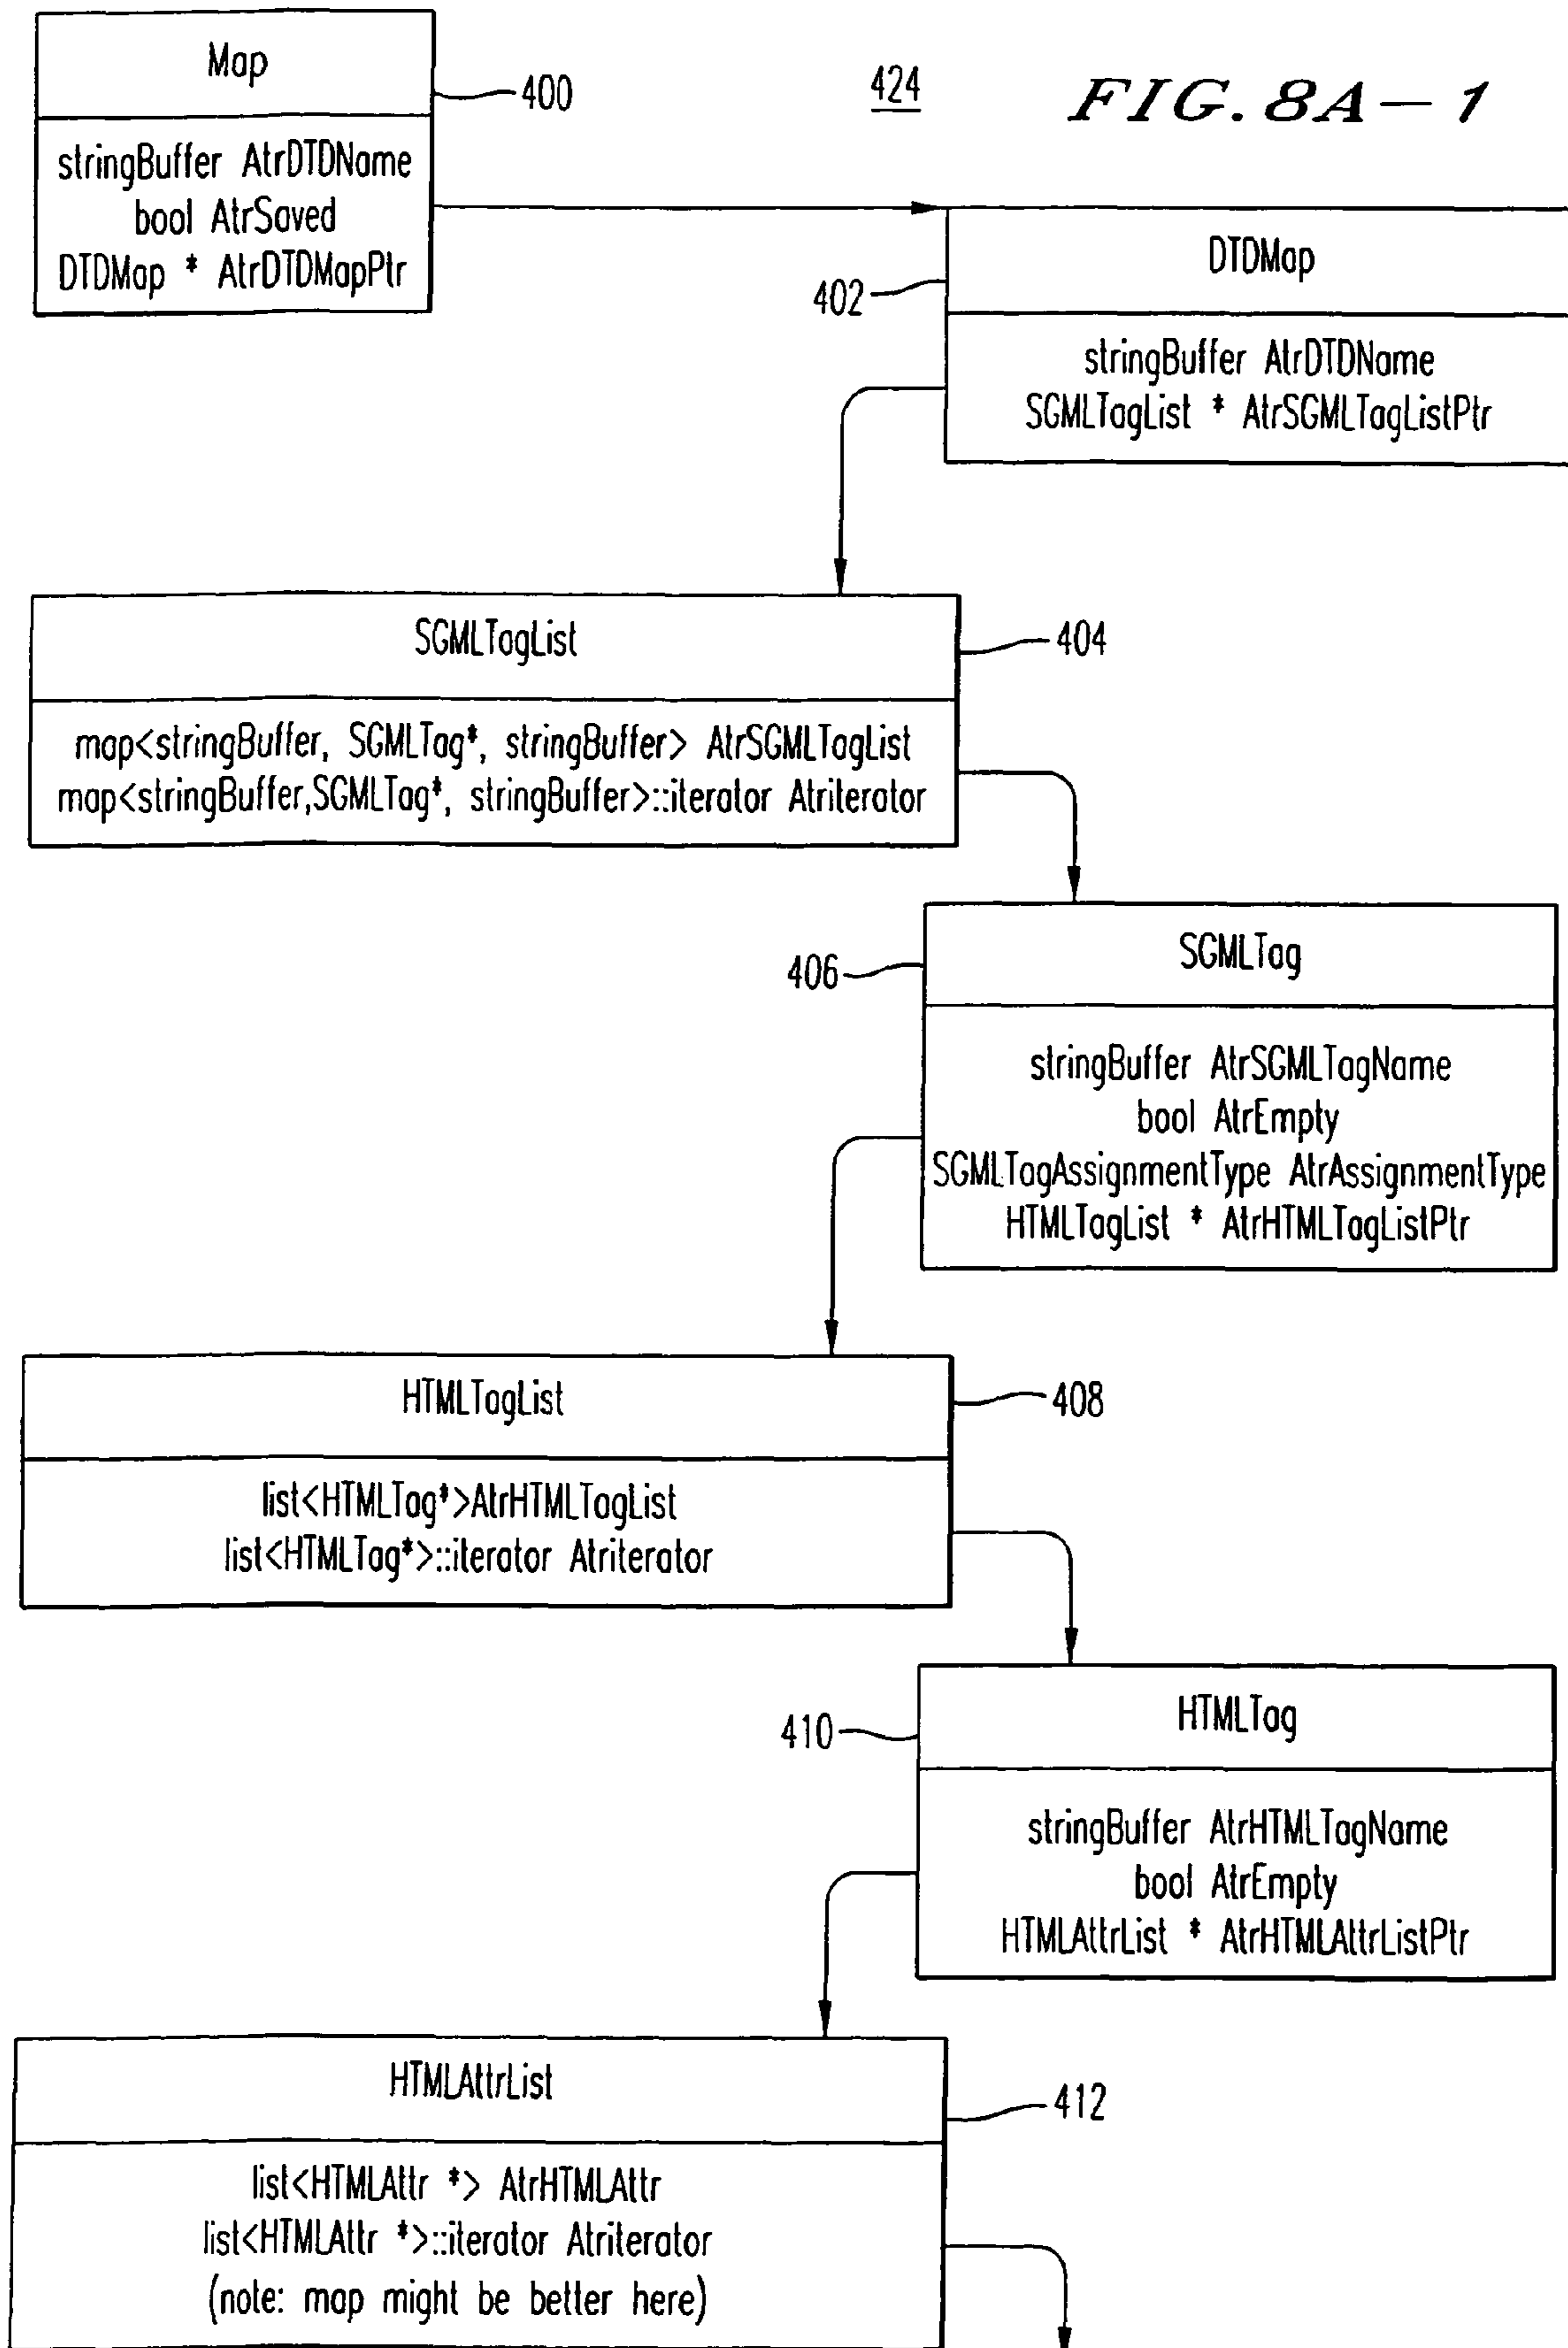 Map
400
424
FIG. 8A-1
stringBuffer AtrDTDName
bool AtrSaved
DTDMap * AtrDTDMapPtr
DTDMap
402
stringBuffer AtrDTDName
SGMLTagList * AtrSGMLTagListPtr
SGMLTagList
404
map<stringBuffer, SGMLTag*, stringBuffer> AtrSGMLTagList
map<stringBuffer,SGMLTag*, stringBuffer>::iterator AtrIterator
SGMLTag
406
stringBuffer AtrSGMLTagName
bool AtrEmpty
SGMLTagAssignmentType AtrAssignmentType
HTMLTagList * AtrHTMLTagListPtr
HTMLTagList
408
list<HTMLTag*>AtrHTMLTagList
list<HTMLTag*>::iterator AtrIterator
HTMLTag
410
stringBuffer AtrHTMLTagName
bool AtrEmpty
HTMLAttrList * AtrHTMLAttrListPtr
HTMLAttrList
412
list<HTMLAttr *> AtrHTMLAttr
list<HTMLAttr *>::iterator AtrIterator
(note: map might be better here)